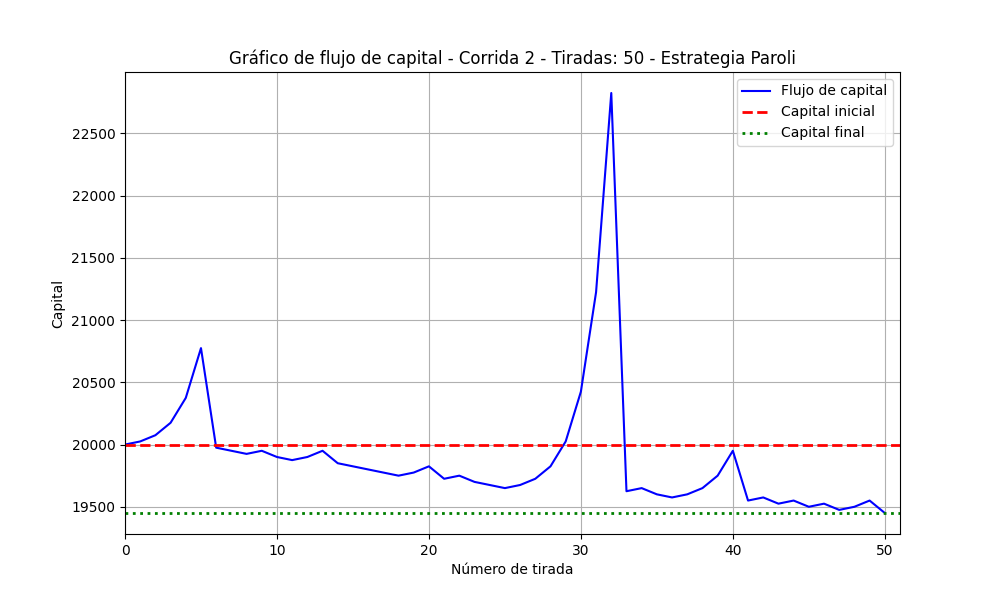 Gráfico de flujo de capital - Corrida 2 - Tiradas: 50 - Estrategia Paroli
Flujo de capital
Capital inicial
Capital final
Capital
22500
22000
21500
21000
20500
20000
19500
0 10 20 30 40 50
Número de tirada